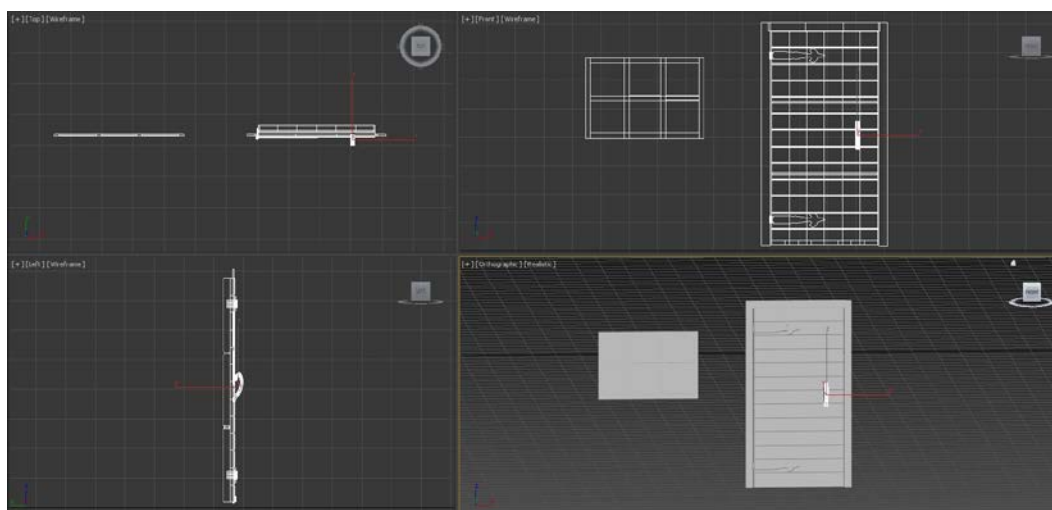 [+][Top][Wireframe]
[+][Front][Wireframe]
[+][Left][Wireframe]
[+][Orthographic][Realistic]